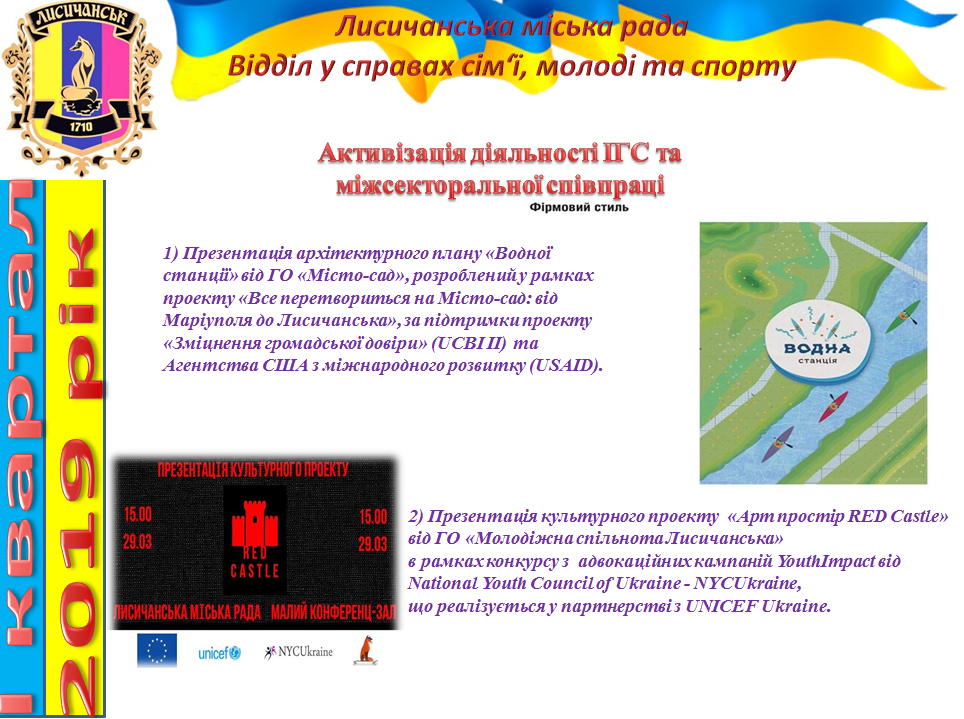 ЛИСИЧАНСЬК
1710
Лисичанська міська рада
Відділ у справах сім‘ї, молоді та спорту
І квартал
2019 рік
Активізація діяльності ІГС та
міжсекторальної співпраці
Фірмовий стиль
1) Презентація архітектурного плану «Водної
станції» від ГО «Місто-сад», розроблений у рамках
проекту «Все перетвориться на Місто-сад: від
Маріуполя до Лисичанська», за підтримки проекту
«Зміцнення громадської довіри» (UCBI II) та
Агентства США з міжнародного розвитку (USAID).
ВОДНА
станція
ПРЕЗЕНТАЦІЯ КУЛЬТУРНОГО ПРОЕКТУ
15.00
29.03
RED
CASTLE
15.00
29.03
ЛИСИЧАНСЬКА МІСЬКА РАДА МАЛИЙ КОНФЕРЕНЦ-ЗАЛ
unicef
NYCUkraine
2) Презентація культурного проекту «Арт простір RED Castle»
від ГО «Молодіжна спільнота Лисичанська»
в рамках конкурсу з адвокаційних кампаній YouthImpact від
National Youth Council of Ukraine - NYCUkraine,
що реалізується у партнерстві з UNICEF Ukraine.